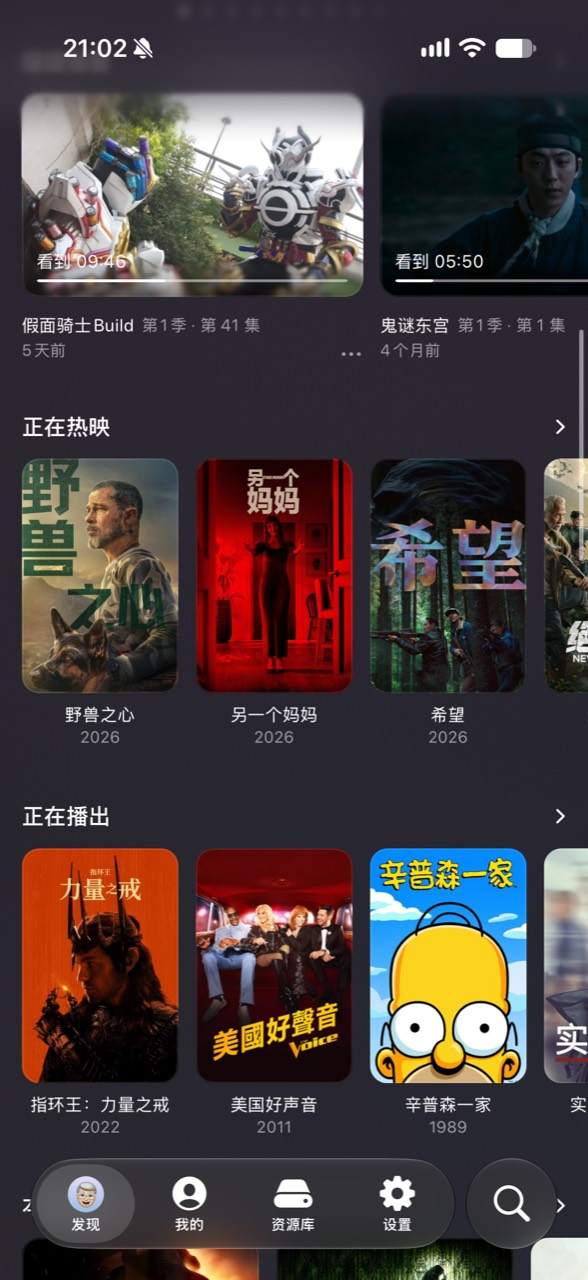 21:02
看到 09:46
看到 05:50
假面骑士Build 第1季 · 第 41 集
鬼谜东宫 第1季 · 第 1 集
5天前
4个月前
正在热映
野兽之心
另一个妈妈
希望
绝
NE
野兽之心
另一个妈妈
希望
2026
2026
2026
正在播出
指环王
力量之戒
美國好聲音
The Voice
辛普森一家
实
指环王：力量之戒
美国好声音
辛普森一家
实
2022
2011
1989
发现
我的
资源库
设置